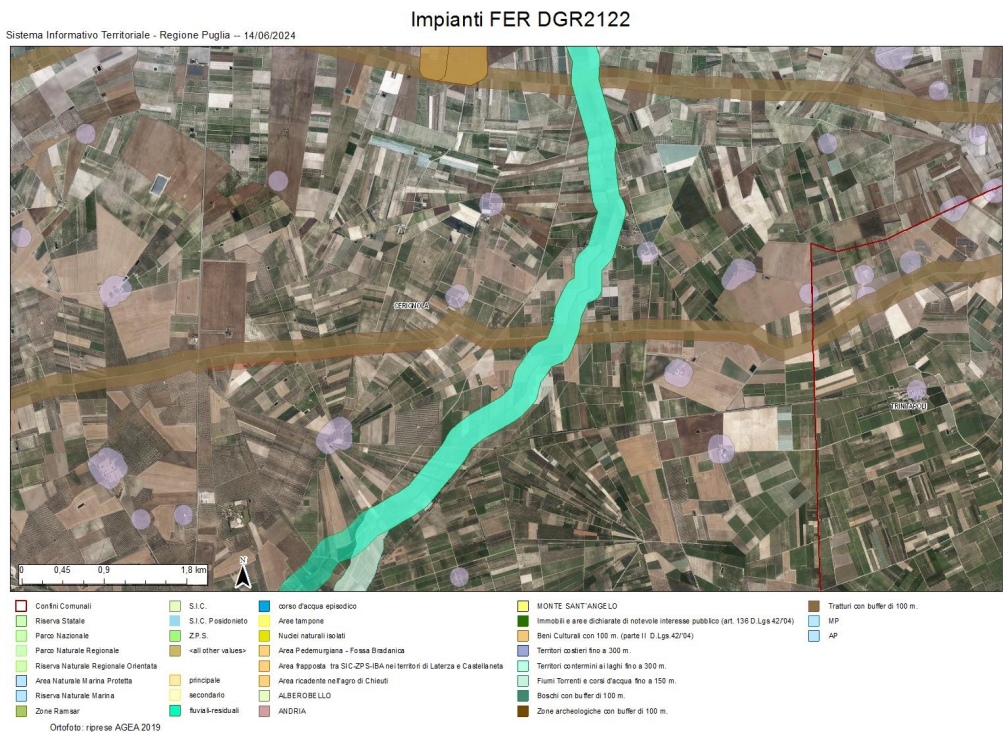 Impianti FER DGR2122
Sistema Informativo Territoriale - Regione Puglia -- 14/06/2024
CERIGNOLA
TRINITAPOLI
N
0 0,45 0,9 1,8 km
Confini Comunali
Riserva Statale
Parco Nazionale
Parco Naturale Regionale
Riserva Naturale Regionale Orientata
Area Naturale Marina Protetta
Riserva Naturale Marina
Zone Ramsar
S.I.C.
S.I.C. Posidonieto
Z.P.S.
<all other values>
principale
secondario
fluviali-residuali
corso d'acqua episodico
Aree tampone
Nuclei naturali isolati
Area Pedemurgiana - Fossa Bradanica
Area frapposta tra SIC-ZPS-IBA nei territori di Laterza e Castellaneta
Area ricadente nell'agro di Chieuti
ALBEROBELLO
ANDRIA
MONTE SANT'ANGELO
Immobili e aree dichiarate di notevole interesse pubblico (art. 136 D.Lgs 42/04)
Beni Culturali con 100 m. (parte II D.Lgs.42/04)
Territori costieri fino a 300 m.
Territori contermini ai laghi fino a 300 m.
Fiumi Torrenti e corsi d'acqua fino a 150 m.
Boschi con buffer di 100 m.
Zone archeologiche con buffer di 100 m.
Tratturi con buffer di 100 m.
MP
AP
Ortofoto: riprese AGEA 2019